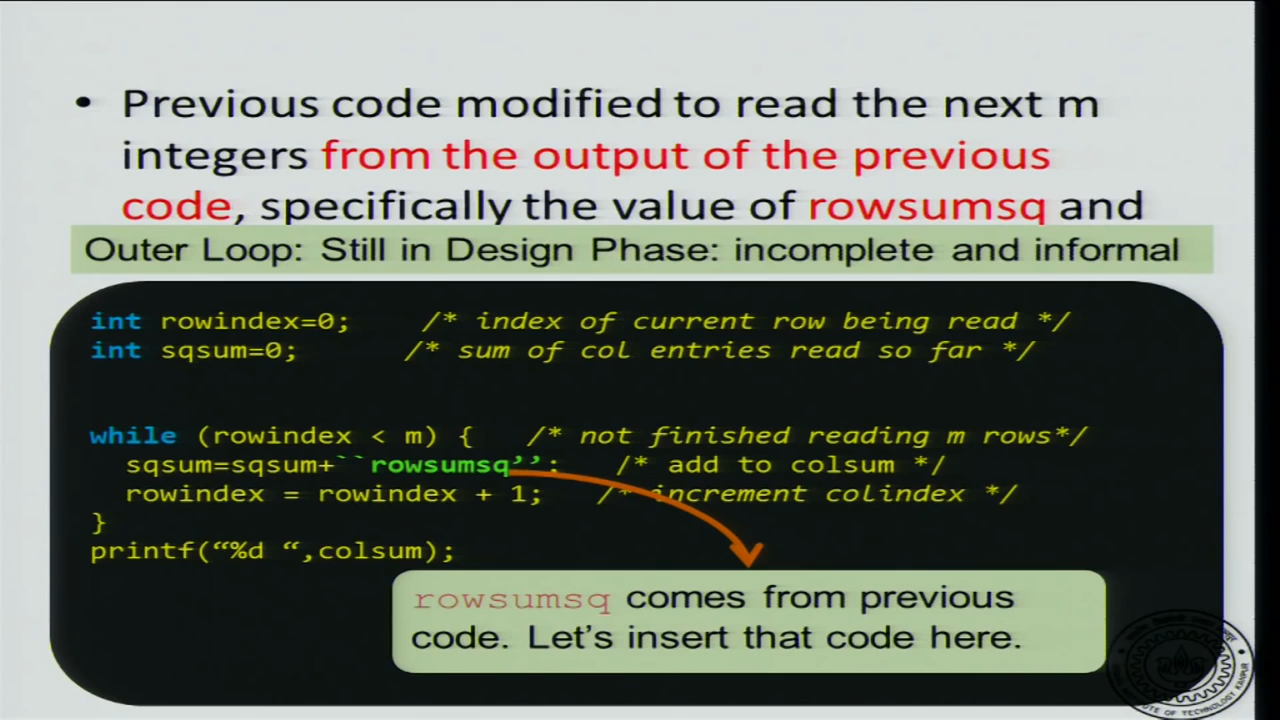 • Previous code modified to read the next m
integers from the output of the previous
code, specifically the value of rowsumsq and
Outer Loop: Still in Design Phase: incomplete and informal
int rowindex=0; /* index of current row being read */
int sqsum=0; /* sum of col entries read so far */
while (rowindex < m) { /* not finished reading m rows*/
sqsum=sqsum+``rowsumsq’’; /* add to colsum */
rowindex = rowindex + 1; /* increment colindex */
}
printf(“%d “,colsum);
rowsumsq comes from previous
code. Let’s insert that code here.